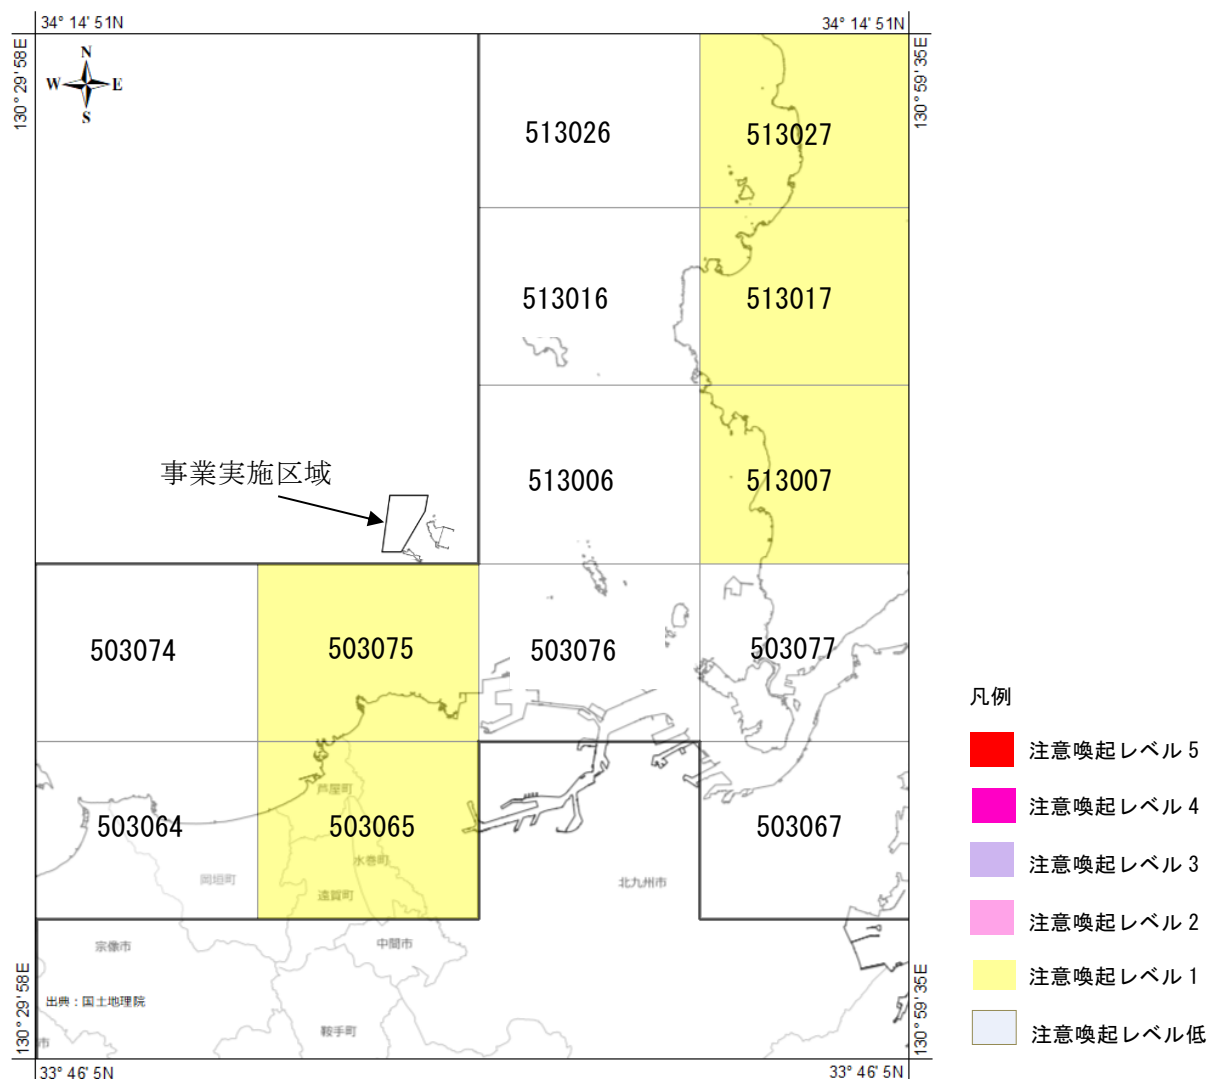 34° 14' 51N
34° 14' 51N
130° 29' 58E
130° 59' 35E
N
W
E
S
513026
513027
513016
513017
事業実施区域
513006
513007
503074
503075
503076
503077
芦屋町
503064
503065
503067
水巻町
岡垣町
遠賀町
北九州市
宗像市
中間市
出典：国土地理院
鞍手町
市
130° 29' 58E
130° 59' 35E
33° 46' 5N
33° 46' 5N
凡例
注意喚起レベル 5
注意喚起レベル 4
注意喚起レベル 3
注意喚起レベル 2
注意喚起レベル 1
注意喚起レベル低